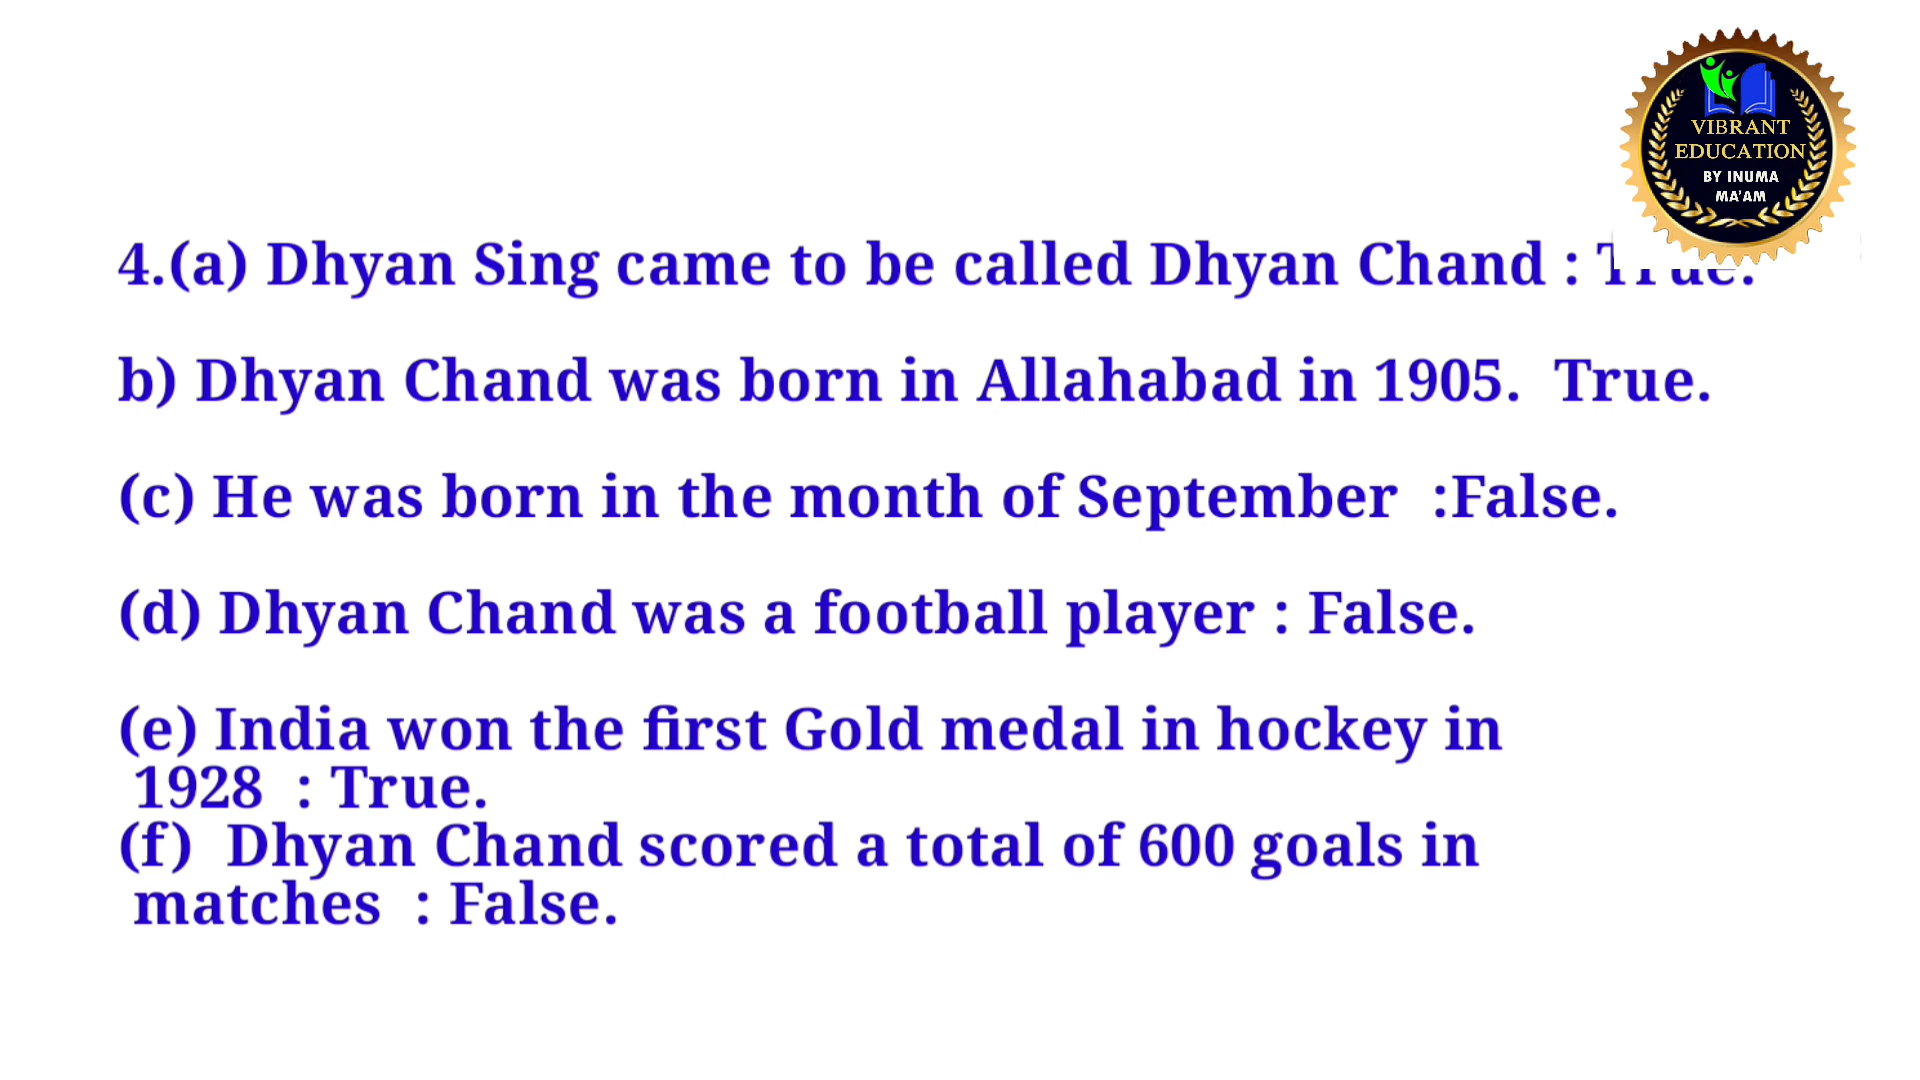 VIBRANT
EDUCATION
BY INUMA
MA'AM
4.(a) Dhyan Sing came to be called Dhyan Chand : True.
b) Dhyan Chand was born in Allahabad in 1905. True.
(c) He was born in the month of September :False.
(d) Dhyan Chand was a football player : False.
(e) India won the first Gold medal in hockey in
1928 : True.
(f) Dhyan Chand scored a total of 600 goals in
matches : False.